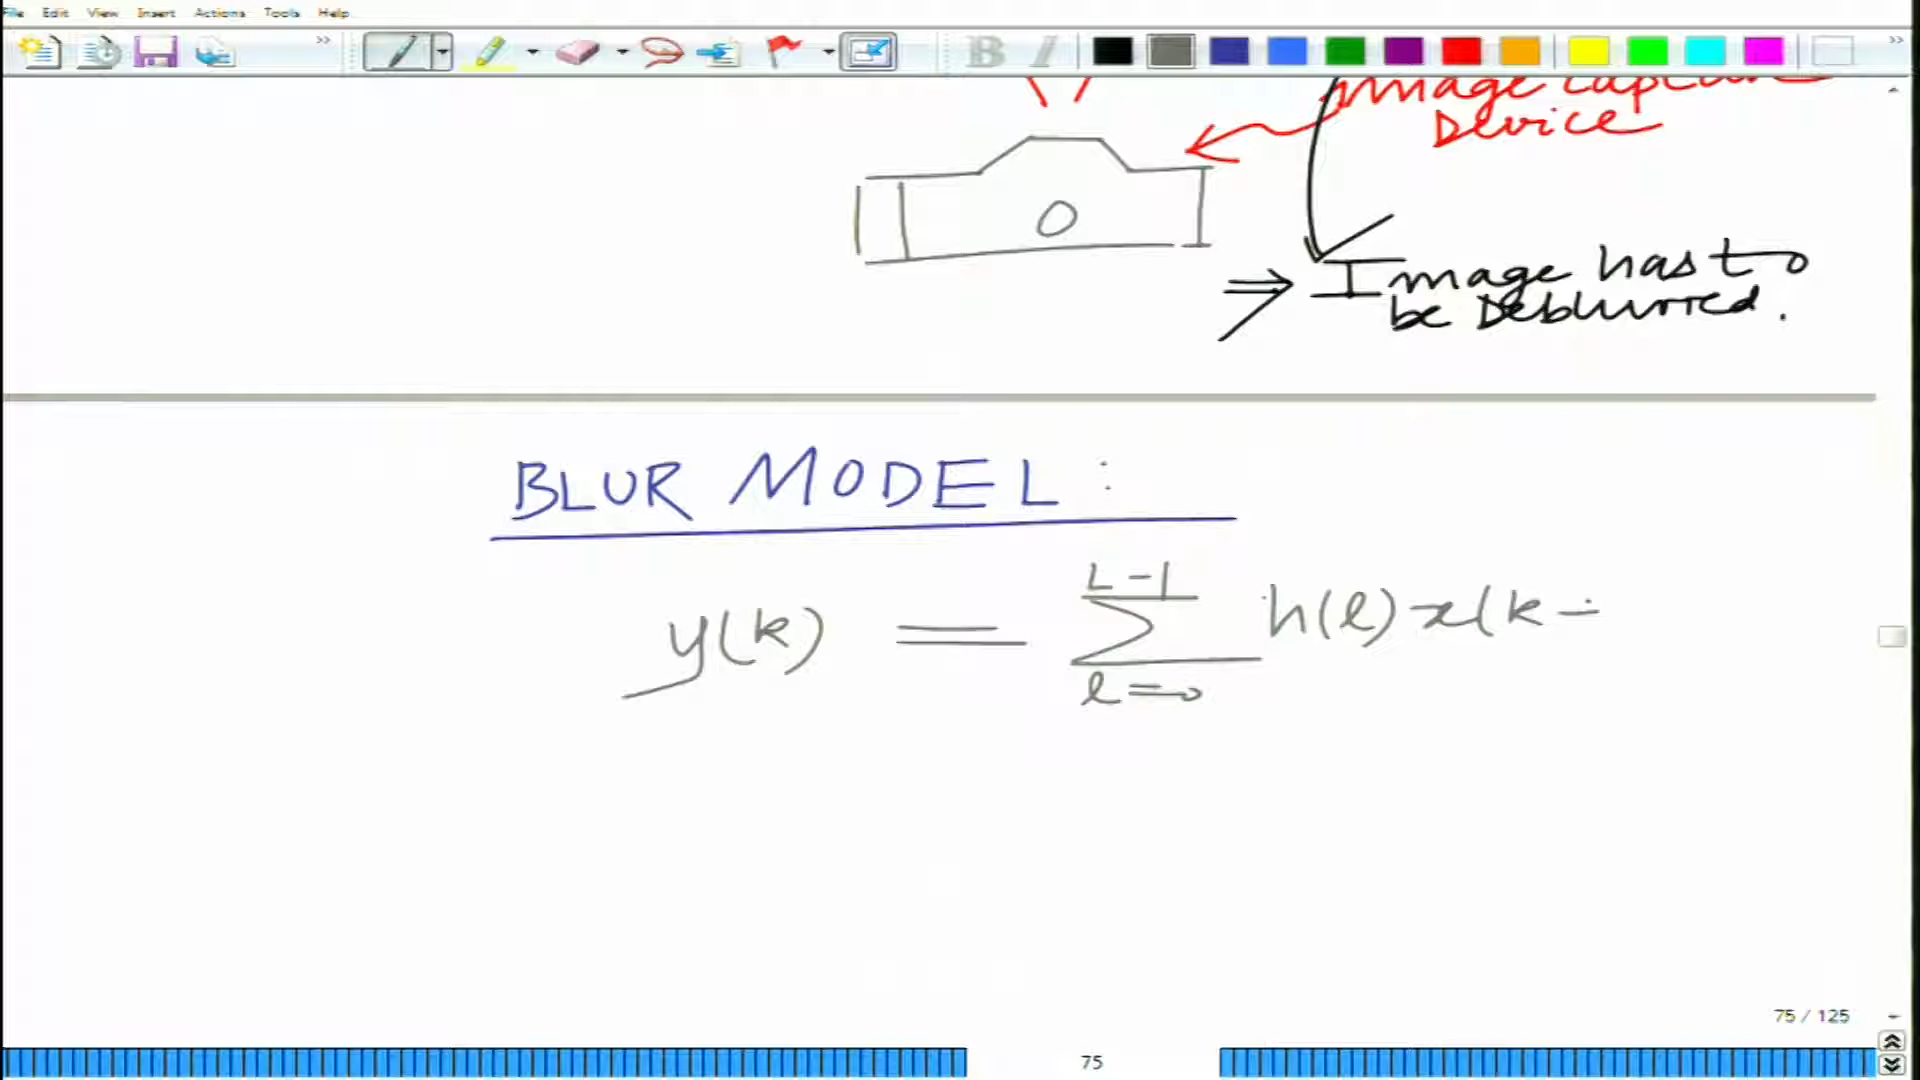 File Edit View Insert Actions Tools Help
B I
Image Capture
Device
⇒ Image has to
be Deblurred.
BLUR MODEL:
L-1
y(k) = Σ h(l) x(k -
l=0
75 / 125
75